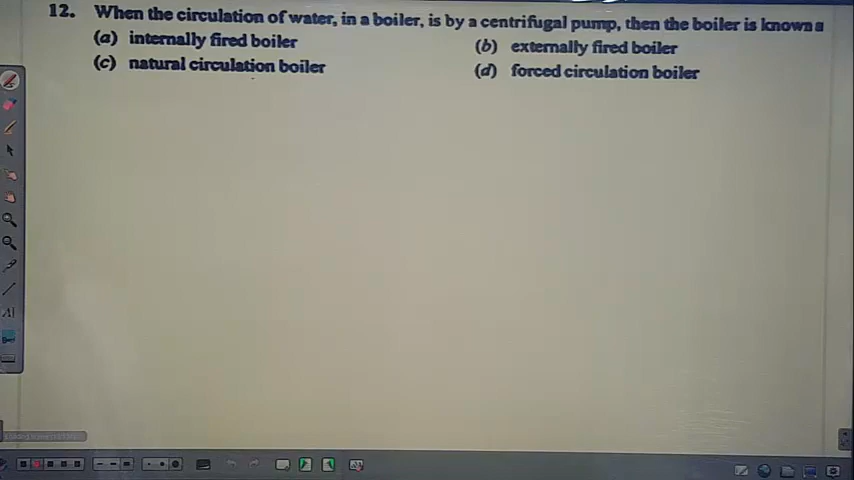 12. When the circulation of water, in a boiler, is by a centrifugal pump, then the boiler is known a
(a) internally fired boiler (b) externally fired boiler
(c) natural circulation boiler (d) forced circulation boiler